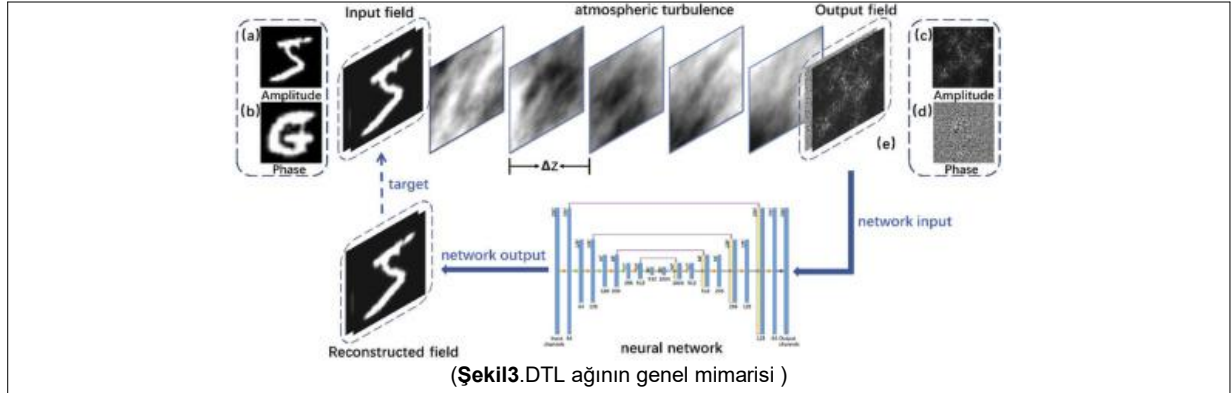 Input field
atmospheric turbulence
Output field
(a)
Amplitude
(b)
Phase
(c)
Amplitude
(d)
Phase
(e)
ΔZ
target
network input
network output
Reconstructed field
neural network
(Şekil3.DTL ağının genel mimarisi )